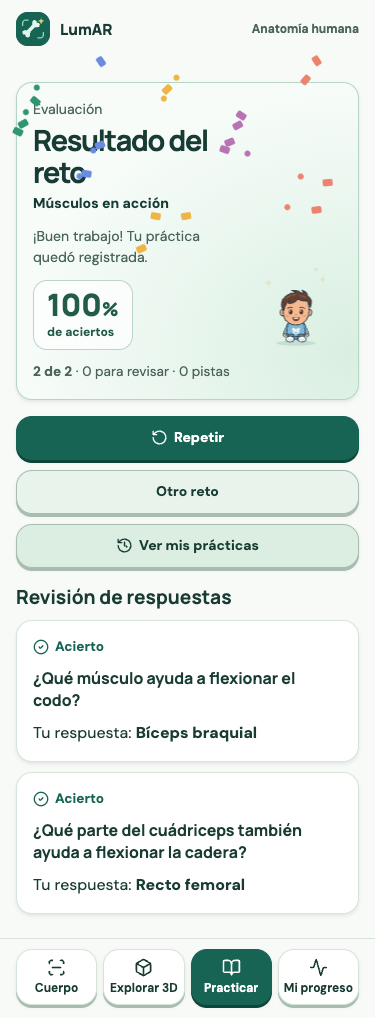 LumAR
Anatomía humana
Evaluación
Resultado del
reto
Músculos en acción
¡Buen trabajo! Tu práctica
quedó registrada.
100%
de aciertos
2 de 2 · 0 para revisar · 0 pistas
Repetir
Otro reto
Ver mis prácticas
Revisión de respuestas
Acierto
¿Qué músculo ayuda a flexionar el
codo?
Tu respuesta: Bíceps braquial
Acierto
¿Qué parte del cuádriceps también
ayuda a flexionar la cadera?
Tu respuesta: Recto femoral
Cuerpo
Explorar 3D
Practicar
Mi progreso